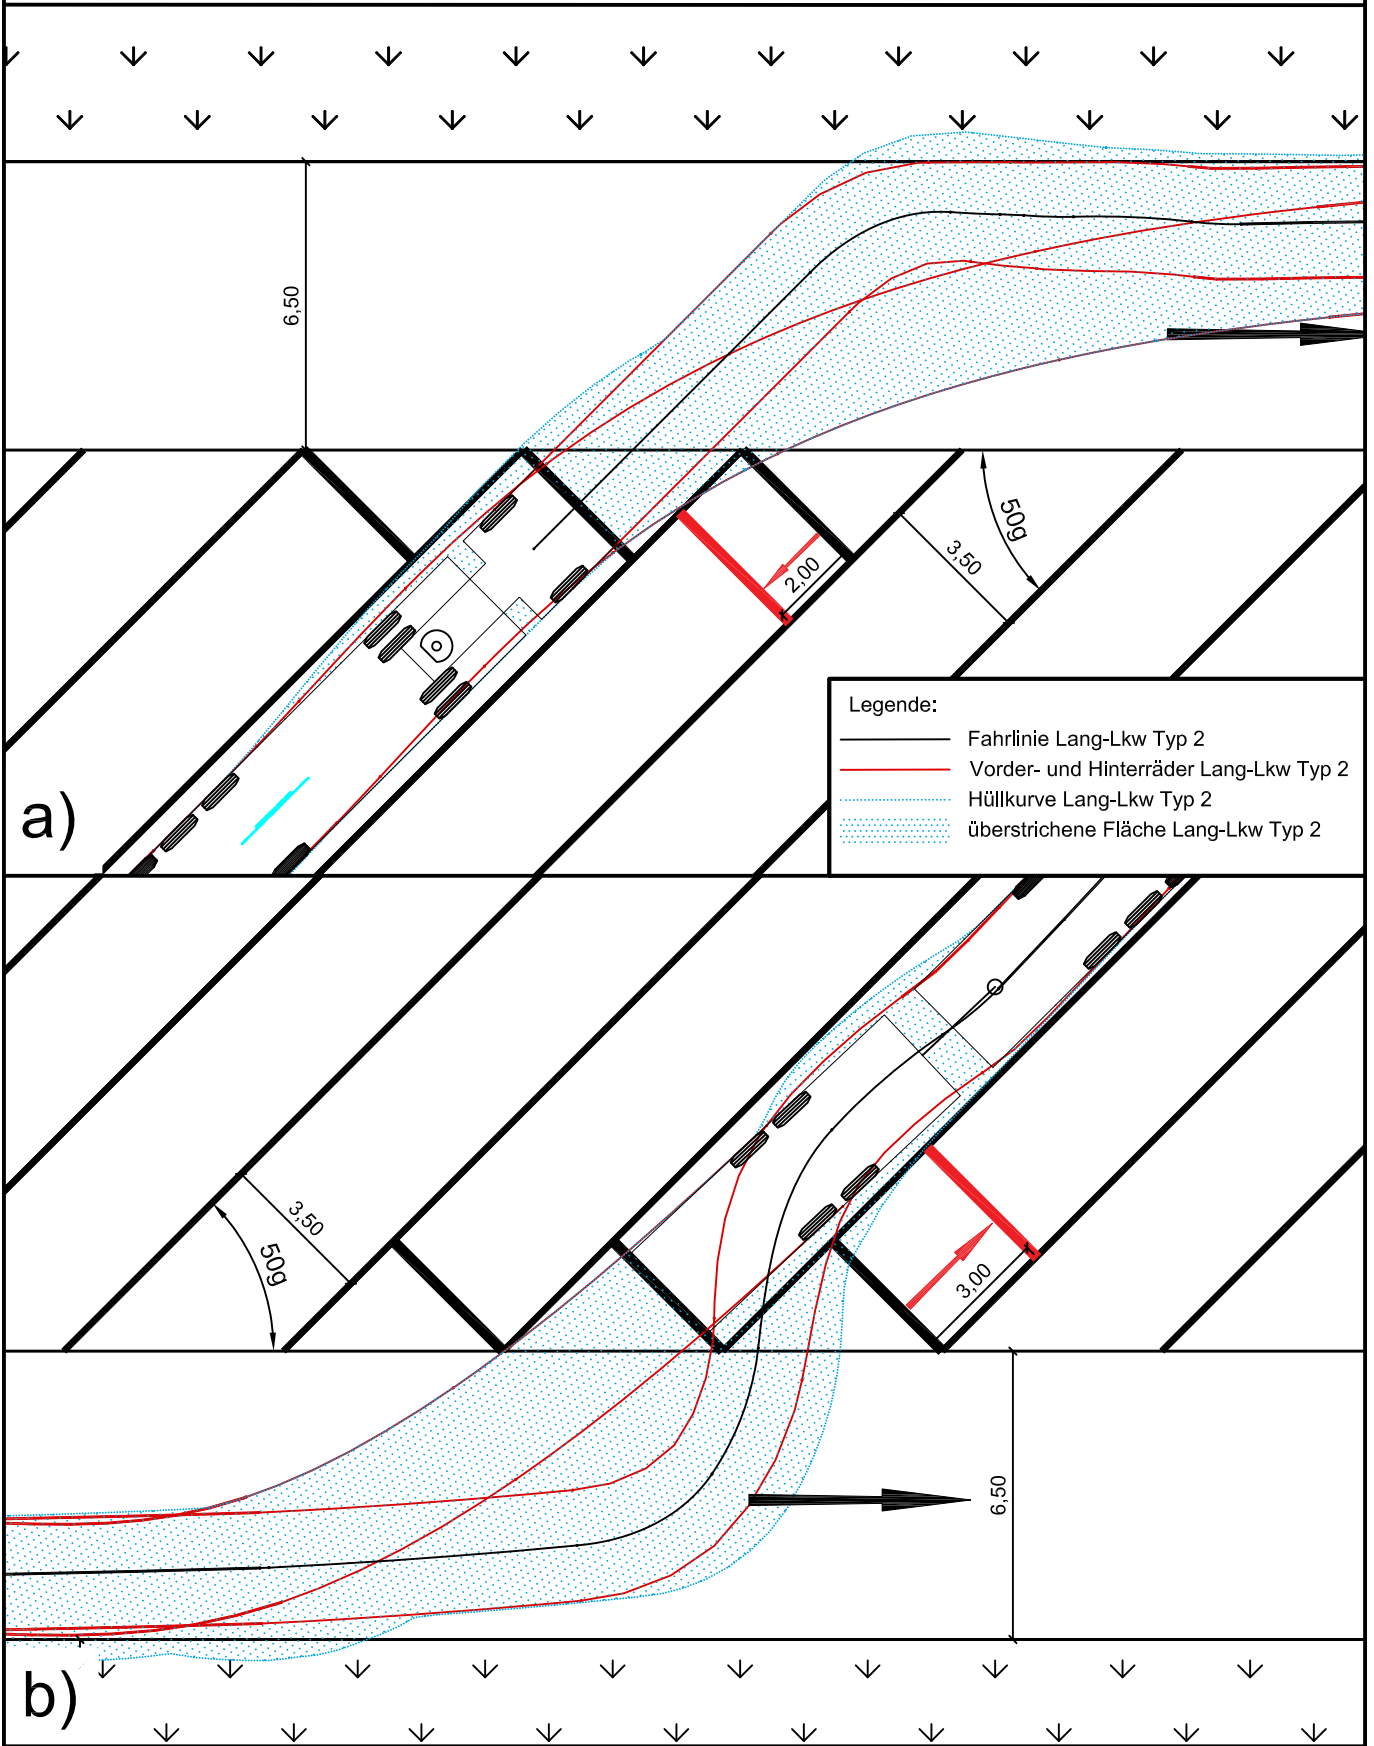 6,50
50g
3,50
2,00
Legende:
Fahrlinie Lang-Lkw Typ 2
Vorder- und Hinterräder Lang-Lkw Typ 2
Hüllkurve Lang-Lkw Typ 2
überstrichene Fläche Lang-Lkw Typ 2
a)
3,50
50g
3,00
6,50
b)